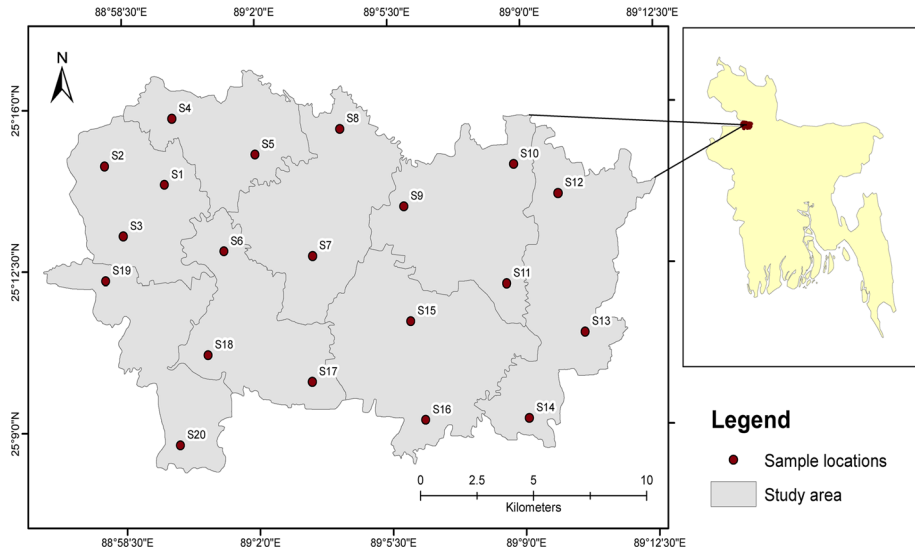 88°58'30"E 89°2'0"E 89°5'30"E 89°9'0"E 89°12'30"E
N
25°16'0"N
25°12'30"N
25°9'0"N
S4
S8
S5
S2
S10
S1
S12
S9
S3
S6
S7
S19
S11
S15
S13
S18
S17
S16
S14
S20
0 2.5 5 10
Kilometers
88°58'30"E 89°2'0"E 89°5'30"E 89°9'0"E 89°12'30"E
Legend
Sample locations
Study area